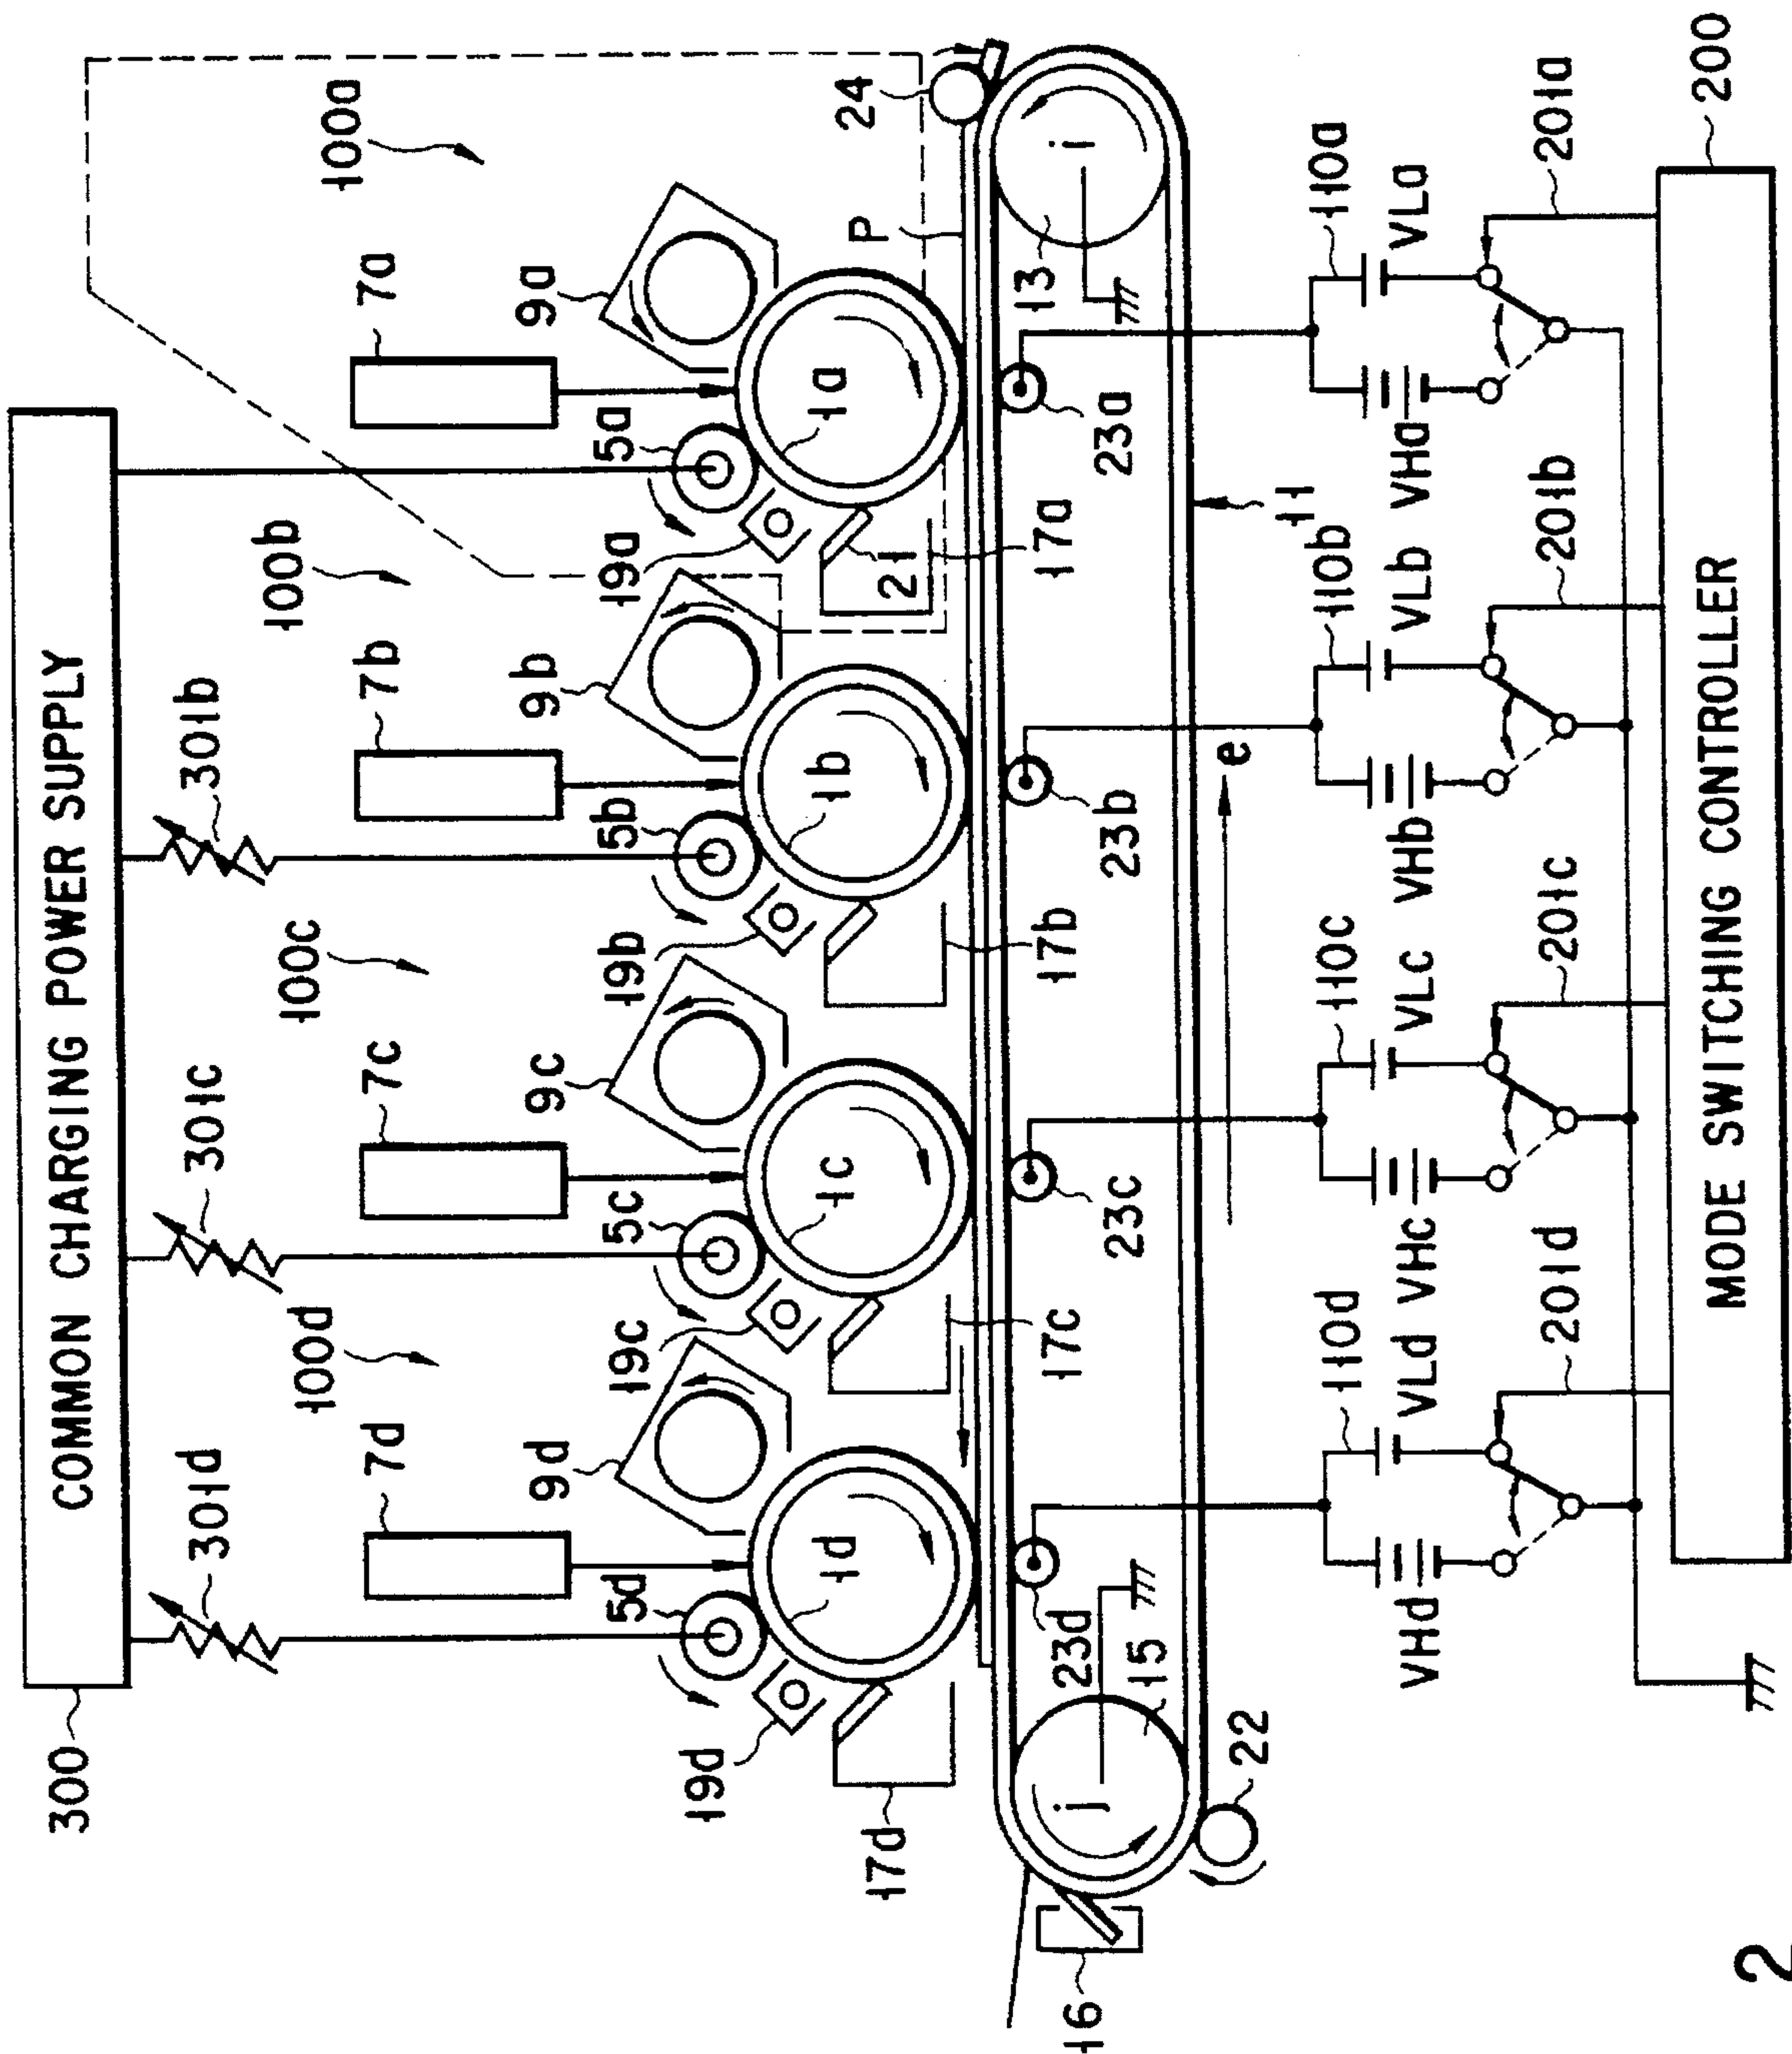 300
COMMON CHARGING POWER SUPPLY
301d
301c
301b
100d
100c
100b
100a
7d
7c
7b
7a
9d
9c
9b
9a
5d
5c
5b
5a
19d
19c
19b
19a
1d
1c
1b
1a
24
17d
17c
17b
17a
21
P
16
j
15
23d
23c
23b
23a
13
i
22
e
11
110d
110c
110b
110a
VHd
VLd
VHc
VLc
VHb
VLb
VHa
VLa
201d
201c
201b
201a
MODE SWITCHING CONTROLLER
200
2